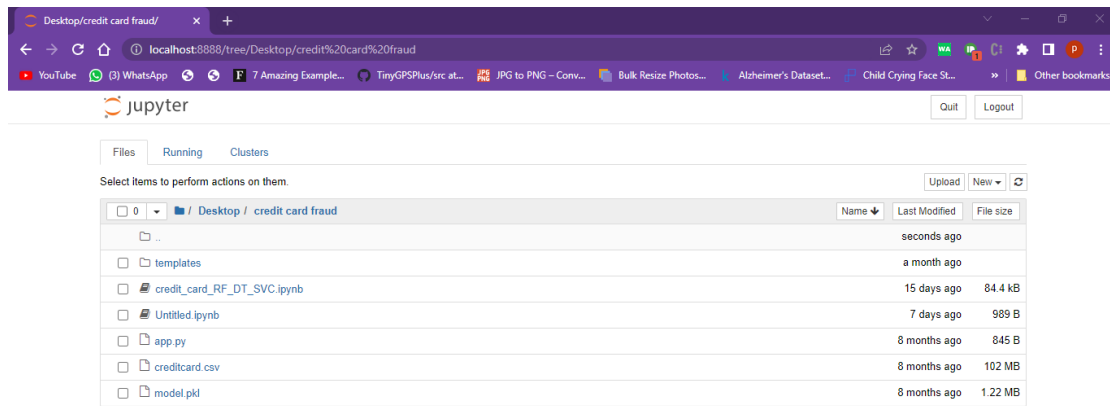 Desktop/credit card fraud/
localhost:8888/tree/Desktop/credit%20card%20fraud WA 1 P
YouTube (3) WhatsApp F 7 Amazing Example... TinyGPSPlus/src at... JPG to PNG – Conv... Bulk Resize Photos... k Alzheimer's Dataset... Child Crying Face St... » Other bookmarks
jupyter Quit Logout
Files Running Clusters
Select items to perform actions on them. Upload New
0 / Desktop / credit card fraud Name Last Modified File size
.. seconds ago
templates a month ago
credit_card_RF_DT_SVC.ipynb 15 days ago 84.4 kB
Untitled.ipynb 7 days ago 989 B
app.py 8 months ago 845 B
creditcard.csv 8 months ago 102 MB
model.pkl 8 months ago 1.22 MB